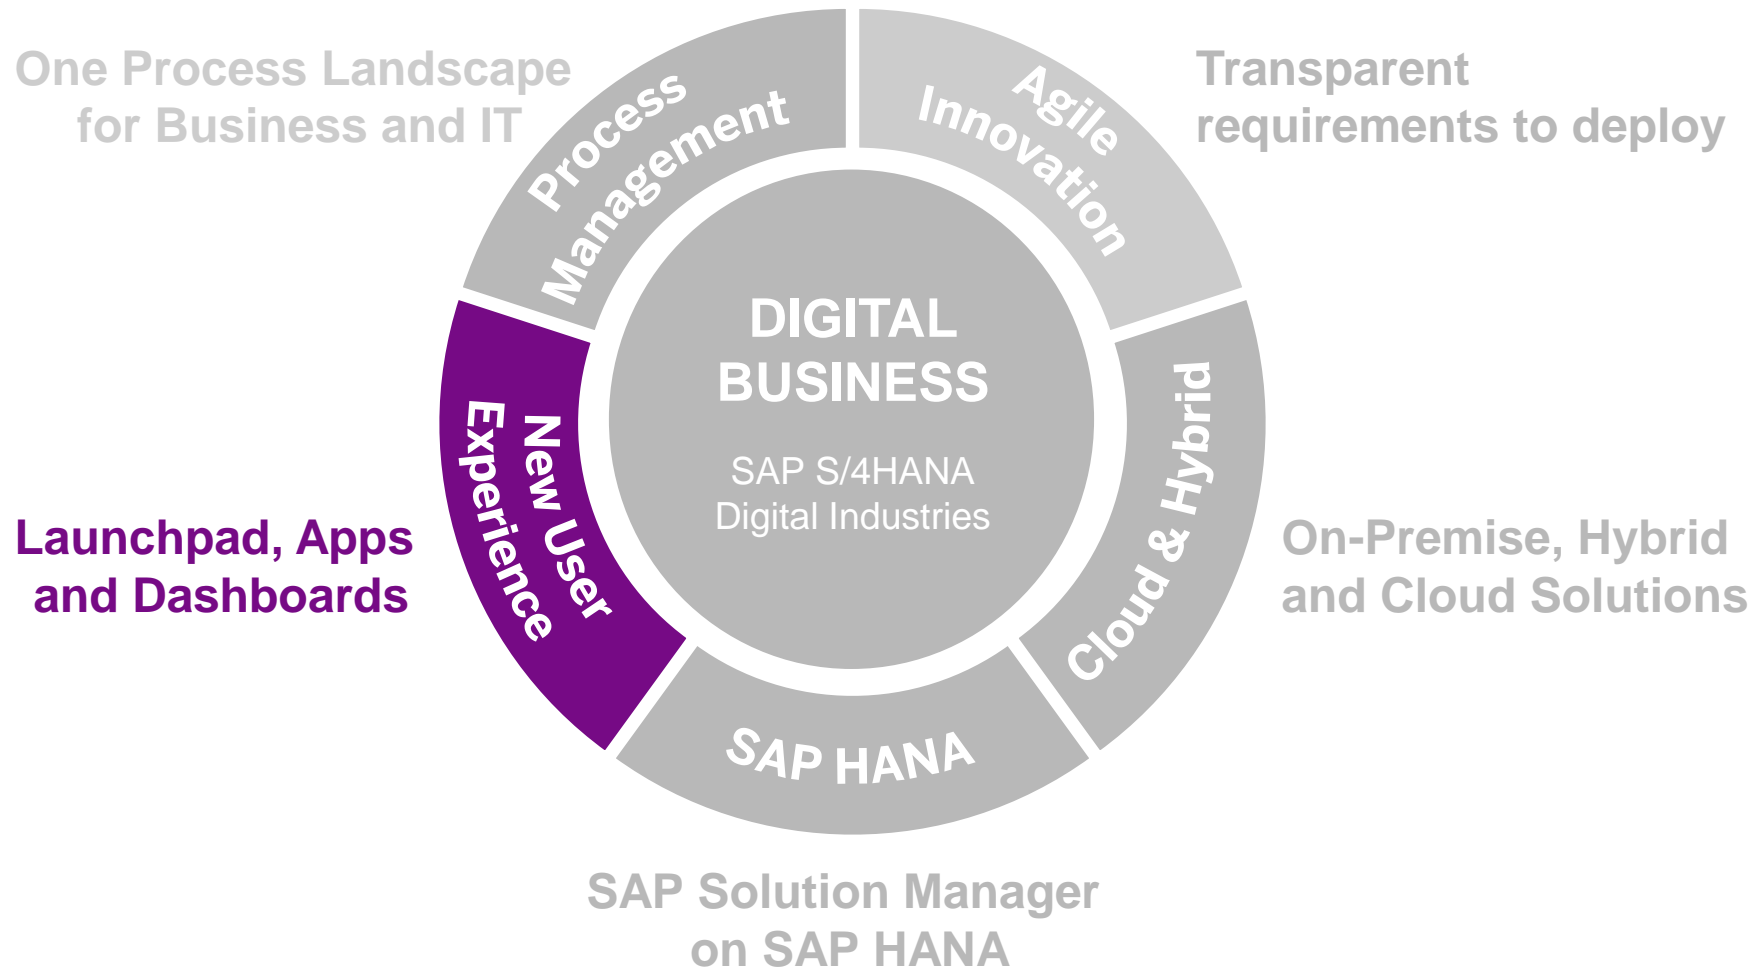 One Process Landscape
for Business and IT
Process
Management
Agile
Innovation
Transparent
requirements to deploy
DIGITAL
BUSINESS
SAP S/4HANA
Digital Industries
New User
Experience
Launchpad, Apps
and Dashboards
Cloud & Hybrid
On-Premise, Hybrid
and Cloud Solutions
SAP HANA
SAP Solution Manager
on SAP HANA